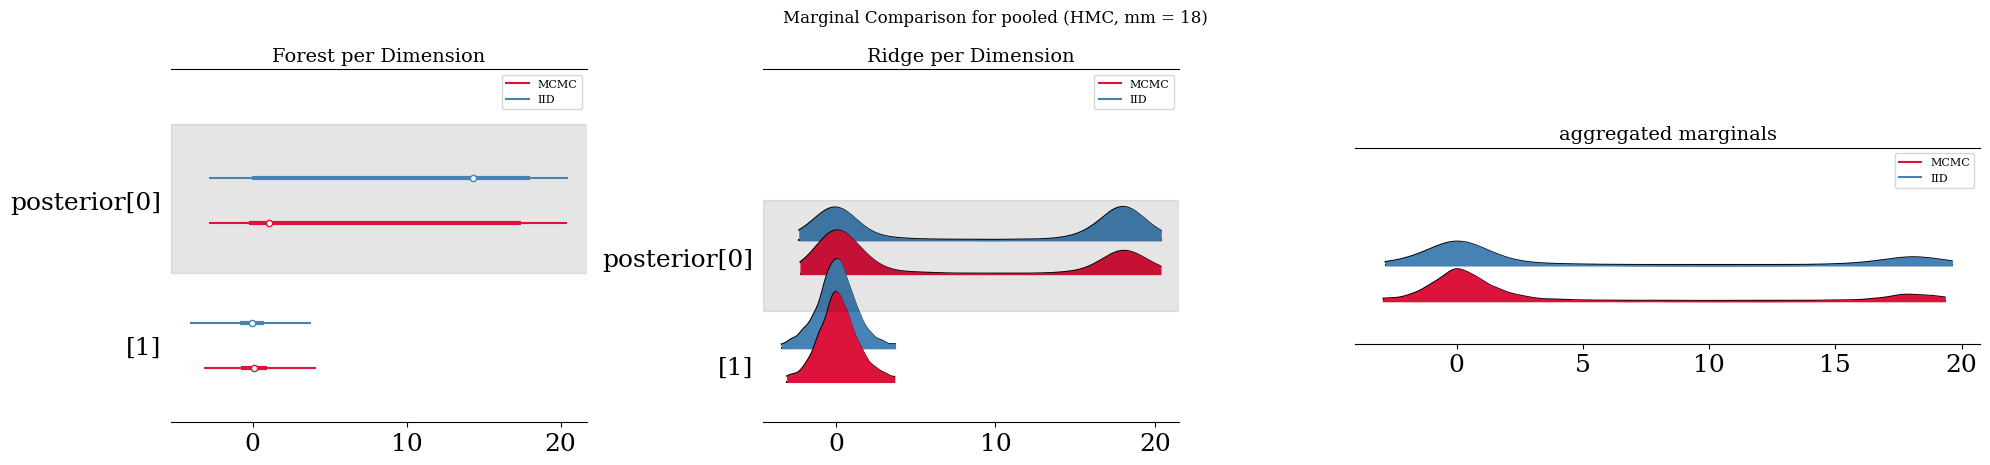 Marginal Comparison for pooled (HMC, mm = 18)
Forest per Dimension
MCMC
IID
posterior[0]
[1]
0 10 20
Ridge per Dimension
MCMC
IID
posterior[0]
[1]
0 10 20
aggregated marginals
MCMC
IID
0 5 10 15 20